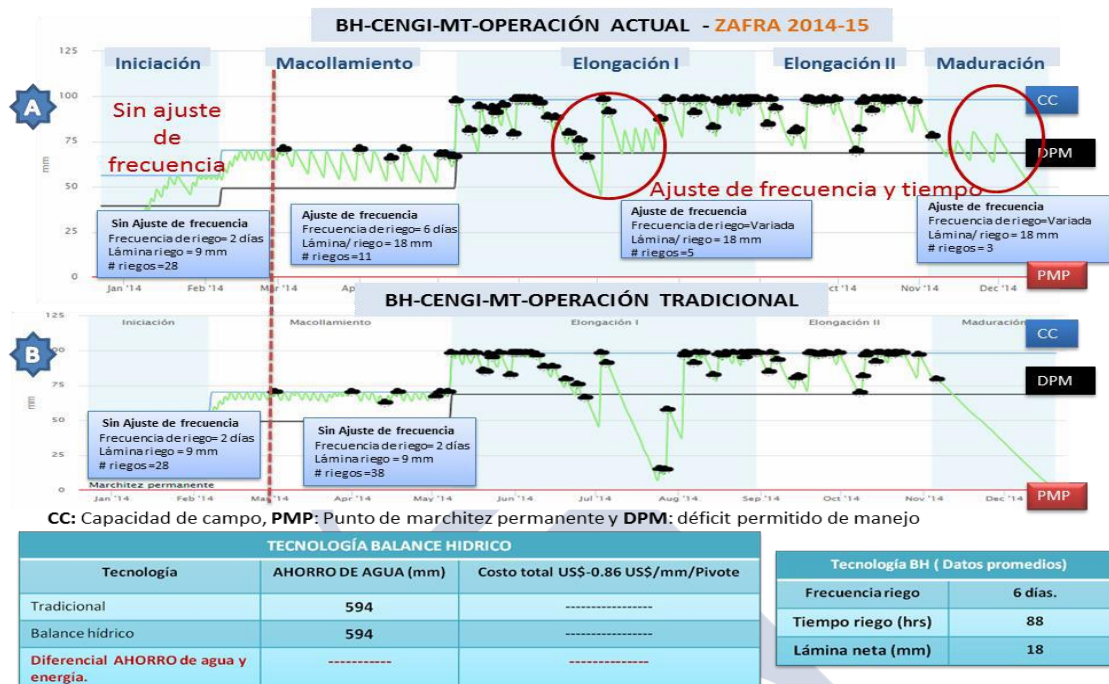 BH-CENGI-MT-OPERACIÓN ACTUAL - ZAFRA 2014-15
125
Iniciación
Macollamiento
Elongación I
Elongación II
Maduración
A
100
75
50
25
0
mm
Sin ajuste
de
frecuencia
Ajuste de frecuencia y tiempo
CC
DPM
PMP
Sin Ajuste de frecuencia
Frecuencia de riego= 2 días
Lámina riego = 9 mm
# riegos=28
Ajuste de frecuencia
Frecuencia de riego= 6 días
Lámina/ riego = 18 mm
# riegos=11
Ajuste de frecuencia
Frecuencia de riego=Variada
Lámina/ riego = 18 mm
# riegos=5
Ajuste de frecuencia
Frecuencia de riego=Variada
Lámina/ riego = 18 mm
# riegos = 3
Jan '14
Feb '14
Mar '14
Nov '14
Dec '14
BH-CENGI-MT-OPERACIÓN TRADICIONAL
125
Iniciación
Macollamiento
Elongación I
Elongación II
Maduración
B
75
50
25
0
mm
CC
DPM
PMP
Sin Ajuste de frecuencia
Frecuencia de riego= 2 días
Lámina riego = 9 mm
# riegos=28
Sin Ajuste de frecuencia
Frecuencia de riego= 2 días
Lámina/ riego = 9 mm
# riegos=38
Marchitez permanente
Jan '14
Feb '14
Mar '14
Apr '14
May '14
Jun '14
Jul '14
Aug '14
Sep '14
Oct '14
Nov '14
Dec '14
CC: Capacidad de campo, PMP: Punto de marchitez permanente y DPM: déficit permitido de manejo
TECNOLOGÍA BALANCE HIDRICO
Tecnología
AHORRO DE AGUA (mm)
Costo total US$-0.86 US$/mm/Pivote
Tradicional
594
----------------
Balance hídrico
594
----------------
Diferencial AHORRO de agua y
energía.
-----------
--------------
Tecnología BH ( Datos promedios)
Frecuencia riego
6 días.
Tiempo riego (hrs)
88
Lámina neta (mm)
18